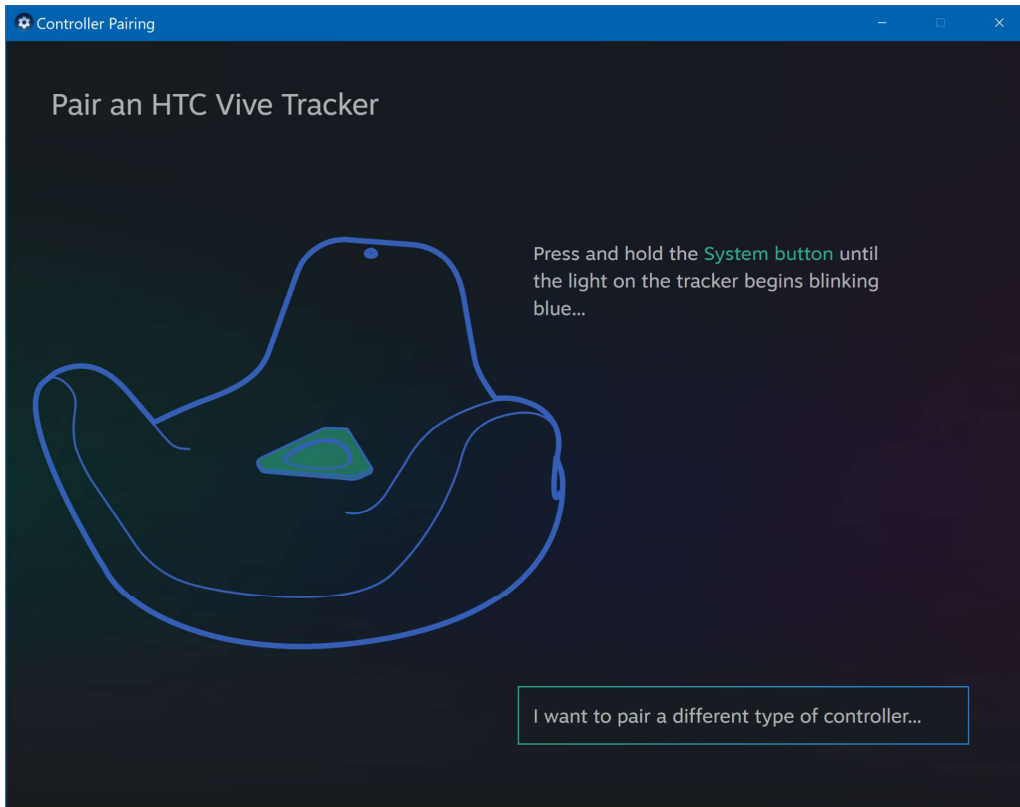 Controller Pairing
Pair an HTC Vive Tracker
Press and hold the System button until
the light on the tracker begins blinking
blue...
I want to pair a different type of controller...